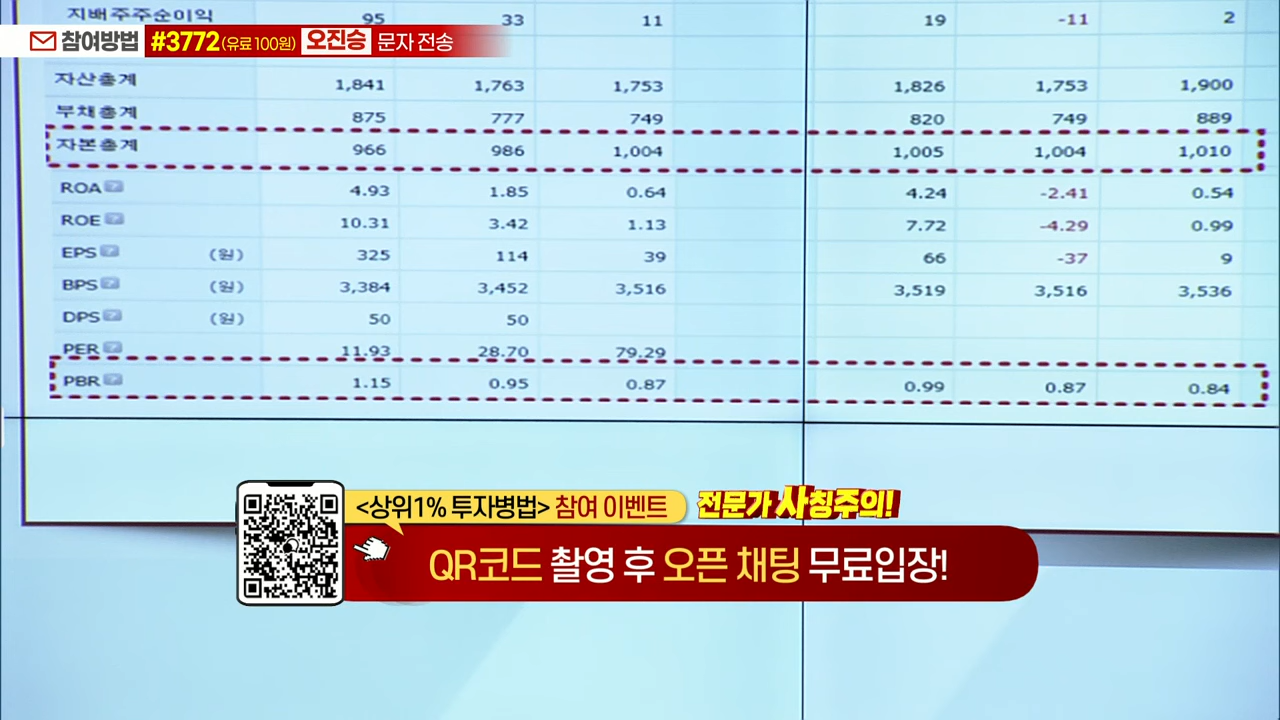 지배주주순이익 95 33 11 19 -11 2
참여방법 #3772 (유료 100원) 오진승 문자 전송
자산총계 1,841 1,763 1,753 1,826 1,753 1,900
부채총계 875 777 749 820 749 889
자본총계 966 986 1,004 1,005 1,004 1,010
ROA 4.93 1.85 0.64 4.24 -2.41 0.54
ROE 10.31 3.42 1.13 7.72 -4.29 0.99
EPS (원) 325 114 39 66 -37 9
BPS (원) 3,384 3,452 3,516 3,519 3,516 3,536
DPS (원) 50 50
PER 11.93 28.70 79.29
PBR 1.15 0.95 0.87 0.99 0.87 0.84
<상위1% 투자병법> 참여 이벤트 전문가 사칭주의!
QR코드 촬영 후 오픈 채팅 무료입장!